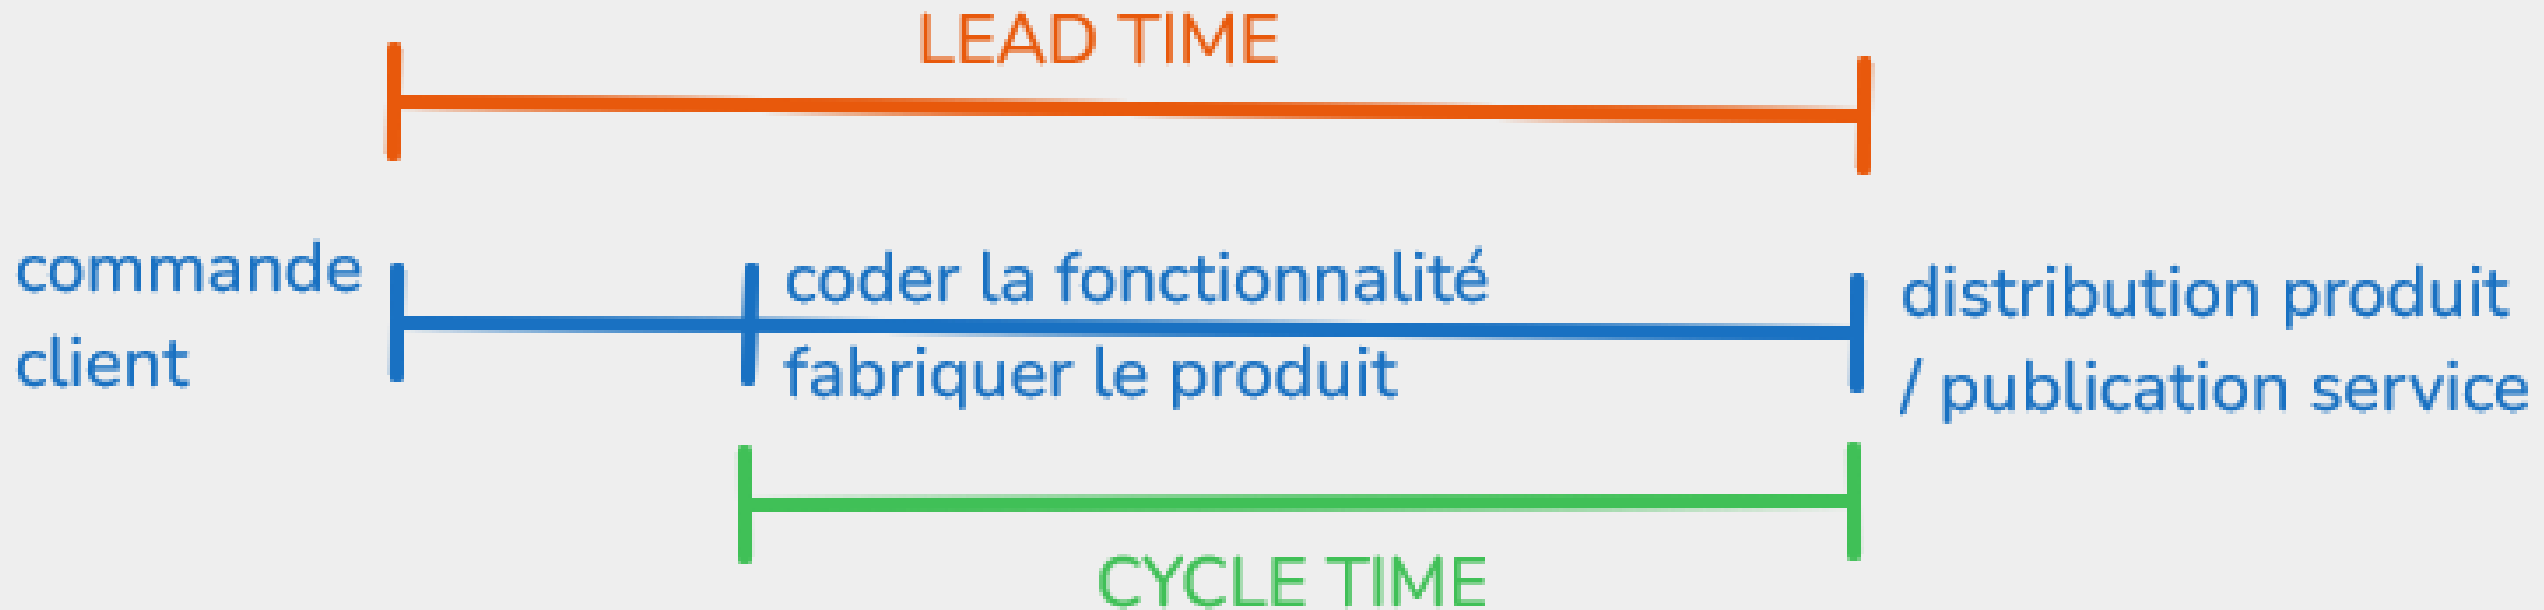 LEAD TIME
commande
client
coder la fonctionnalité
fabriquer le produit
distribution produit
/ publication service
CYCLE TIME